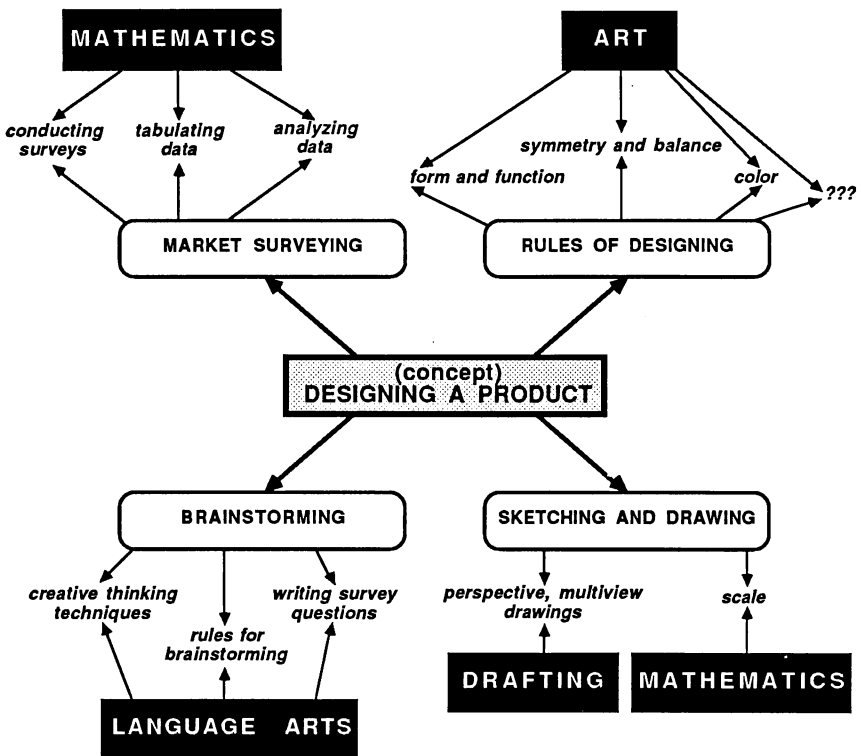 MATHEMATICS
ART
conducting
surveys
tabulating
data
analyzing
data
symmetry and balance
form and function
color
???
MARKET SURVEYING
RULES OF DESIGNING
(concept)
DESIGNING A PRODUCT
BRAINSTORMING
SKETCHING AND DRAWING
creative thinking
techniques
rules for
brainstorming
writing survey
questions
perspective, multiview
drawings
scale
LANGUAGE ARTS
DRAFTING
MATHEMATICS